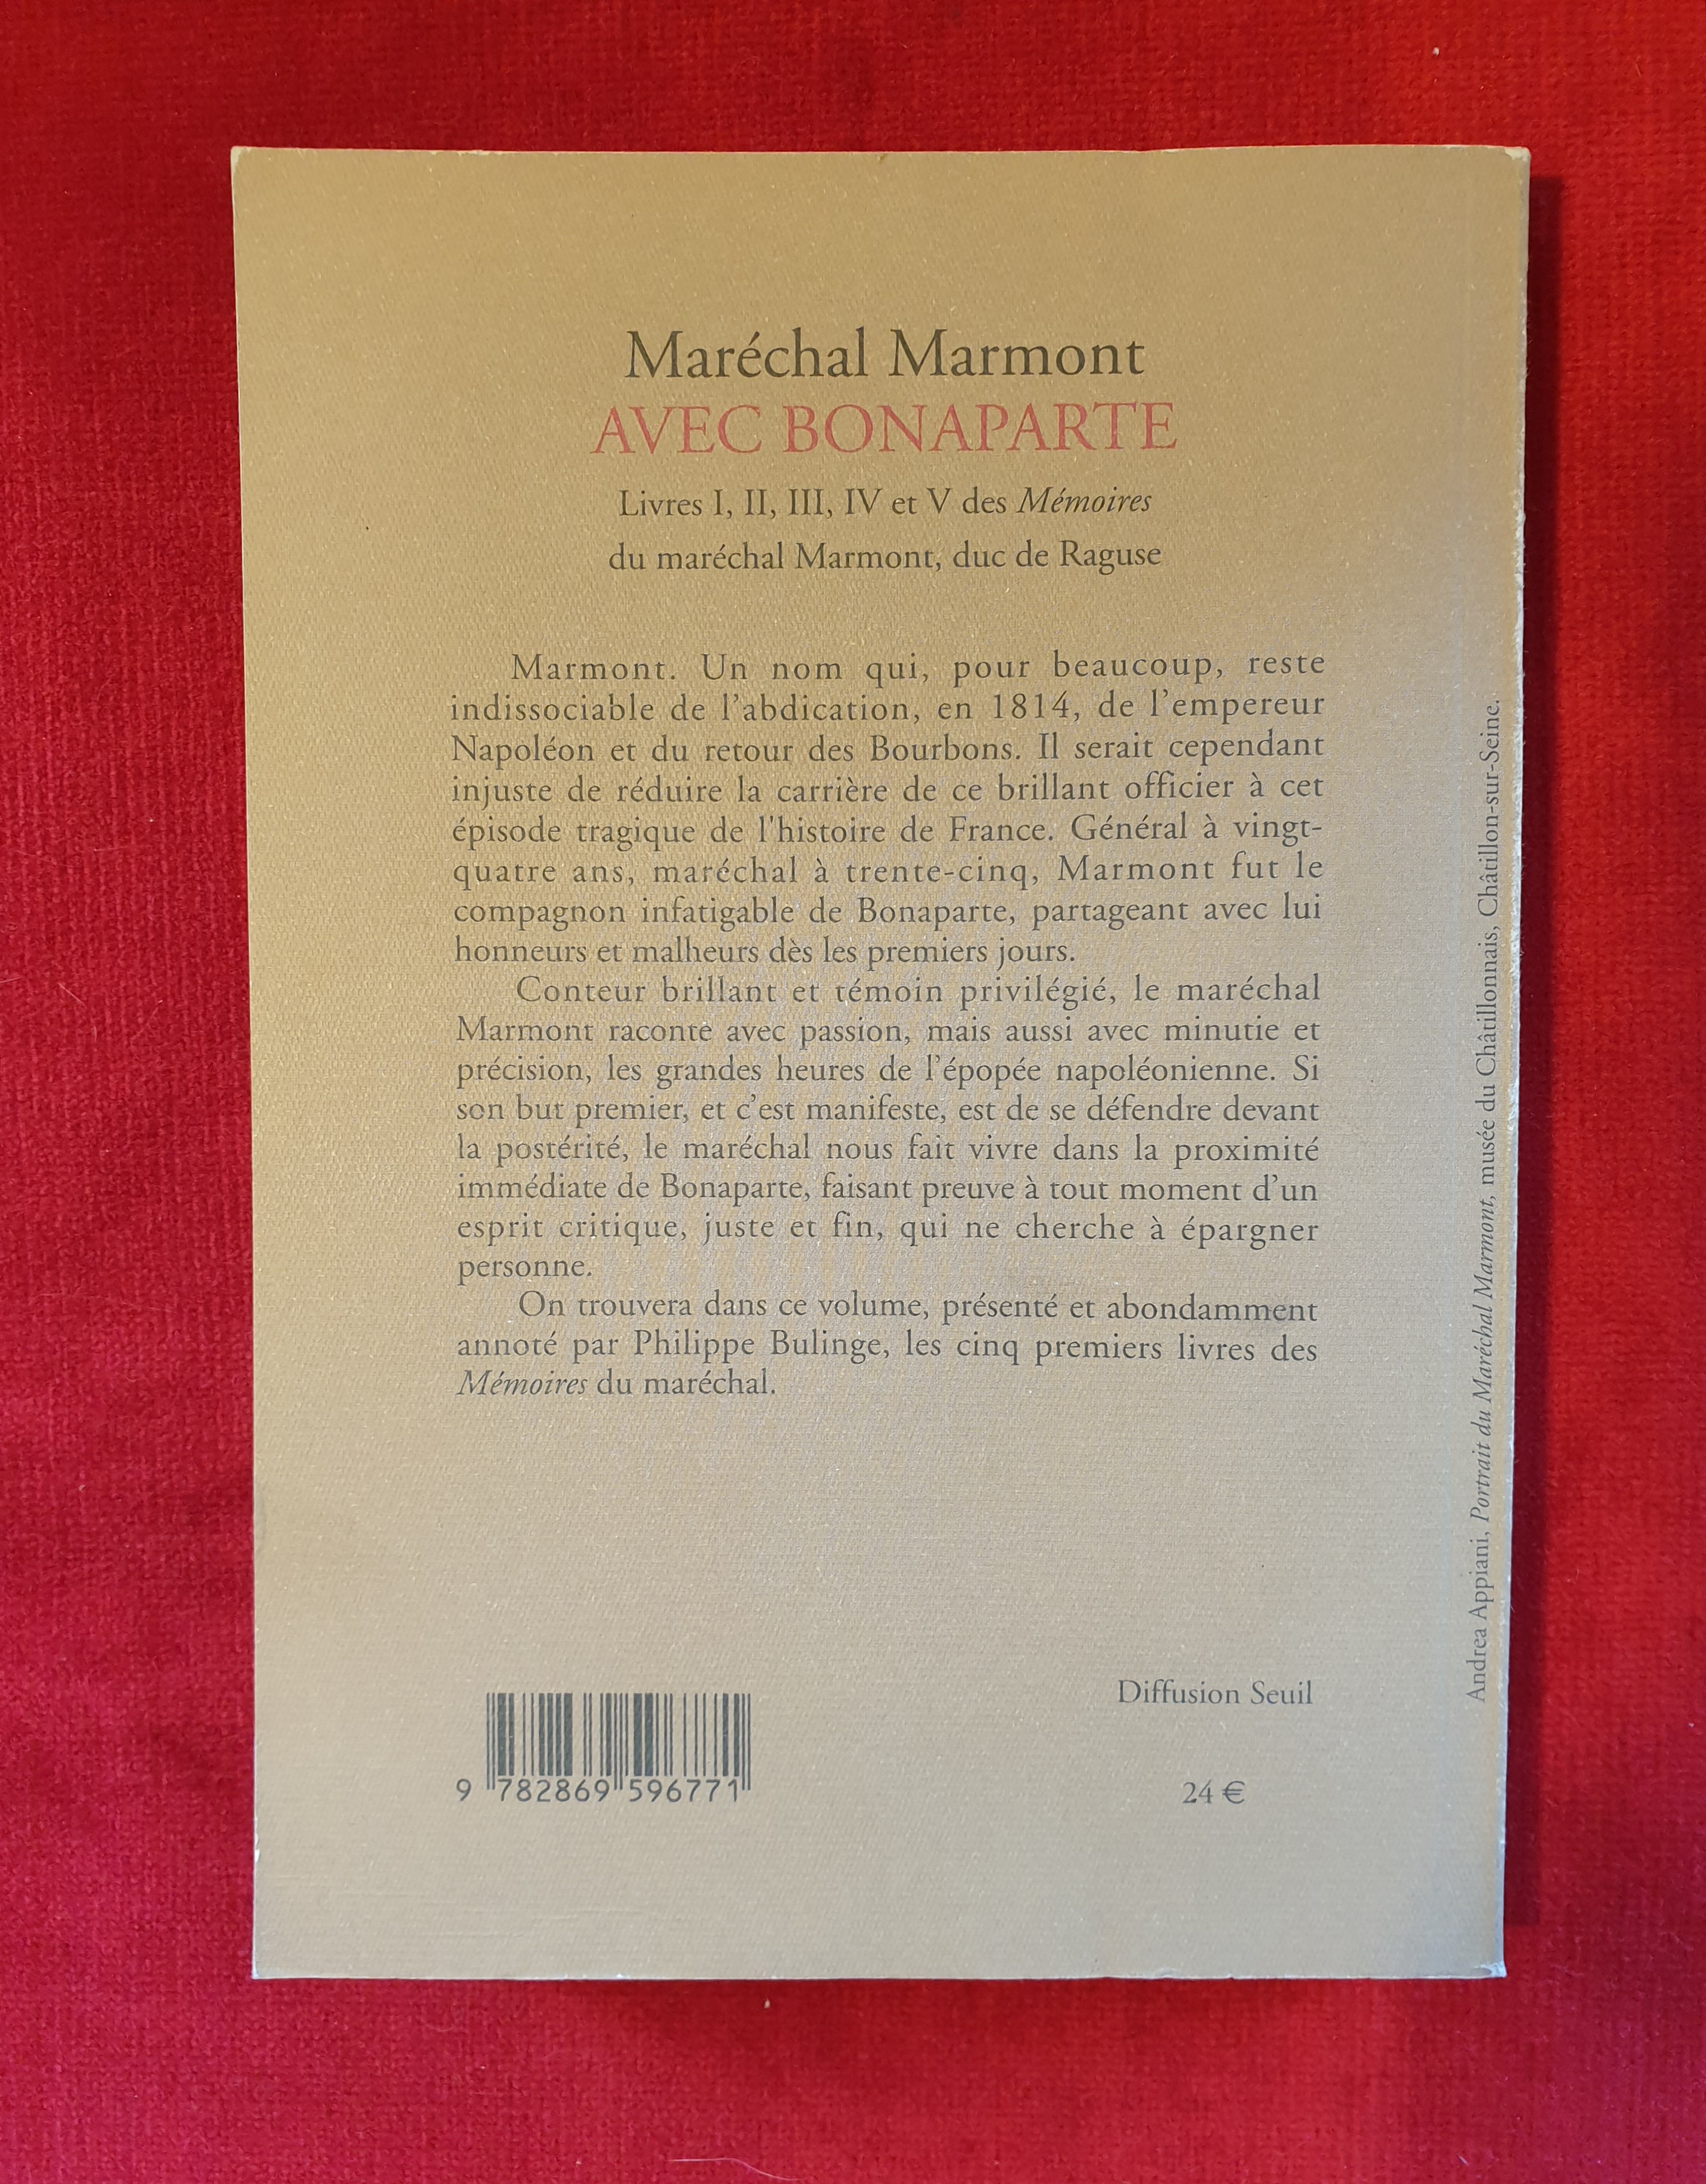 Maréchal Marmont
AVEC BONAPARTE
Livres I, II, III, IV et V des Mémoires
du maréchal Marmont, duc de Raguse
Marmont. Un nom qui, pour beaucoup, reste
indissociable de l’abdication, en 1814, de l’empereur
Napoléon et du retour des Bourbons. Il serait cependant
injuste de réduire la carrière de ce brillant officier à cet
épisode tragique de l'histoire de France. Général à vingt-
quatre ans, maréchal à trente-cinq, Marmont fut le
compagnon infatigable de Bonaparte, partageant avec lui
honneurs et malheurs dès les premiers jours.
Conteur brillant et témoin privilégié, le maréchal
Marmont raconte avec passion, mais aussi avec minutie et
précision, les grandes heures de l’épopée napoléonienne. Si
son but premier, et c’est manifeste, est de se défendre devant
la postérité, le maréchal nous fait vivre dans la proximité
immédiate de Bonaparte, faisant preuve à tout moment d’un
esprit critique, juste et fin, qui ne cherche à épargner
personne.
On trouvera dans ce volume, présenté et abondamment
annoté par Philippe Bulinge, les cinq premiers livres des
Mémoires du maréchal.
Diffusion Seuil
9 782869 596771
24 €
Andrea Appiani, Portrait du Maréchal Marmont, musée du Châtillonnais, Châtillon-sur-Seine.